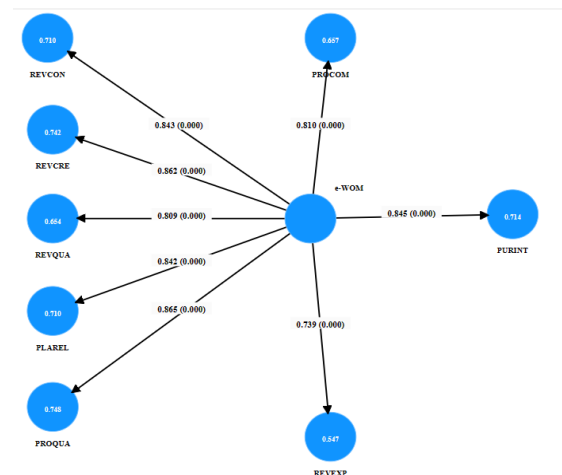 0.710
REVCON
0.657
PROCOM
0.843 (0.000)
0.810 (0.000)
0.742
REVCRE
0.862 (0.000)
e-WOM
0.654
REVQUA
0.809 (0.000)
0.845 (0.000)
0.714
PURINT
0.842 (0.000)
0.710
PLAREL
0.865 (0.000)
0.739 (0.000)
0.748
PROQUA
0.547
REVEXP